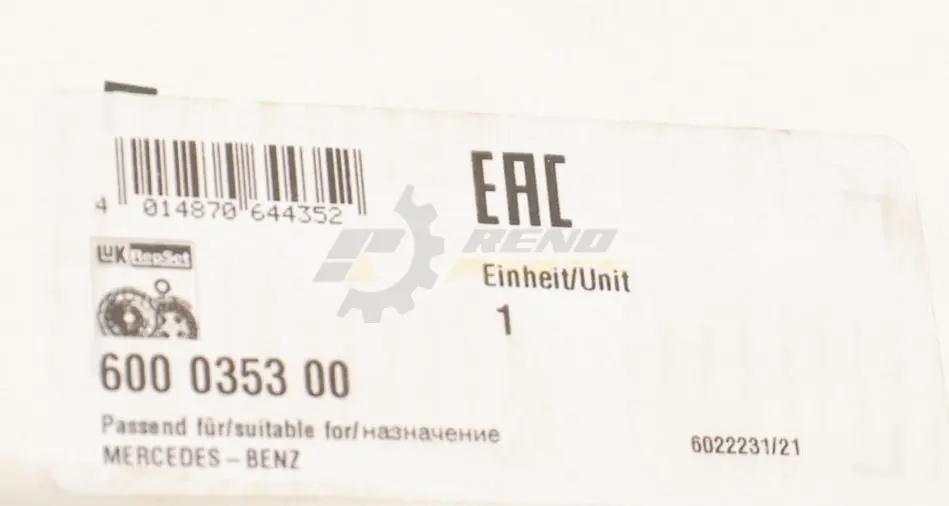 4 014870 644352
EAC
RENO
LuK RepSet
Einheit/Unit
1
600 0353 00
Passend für/suitable for/назначение
MERCEDES – BENZ
6022231/21